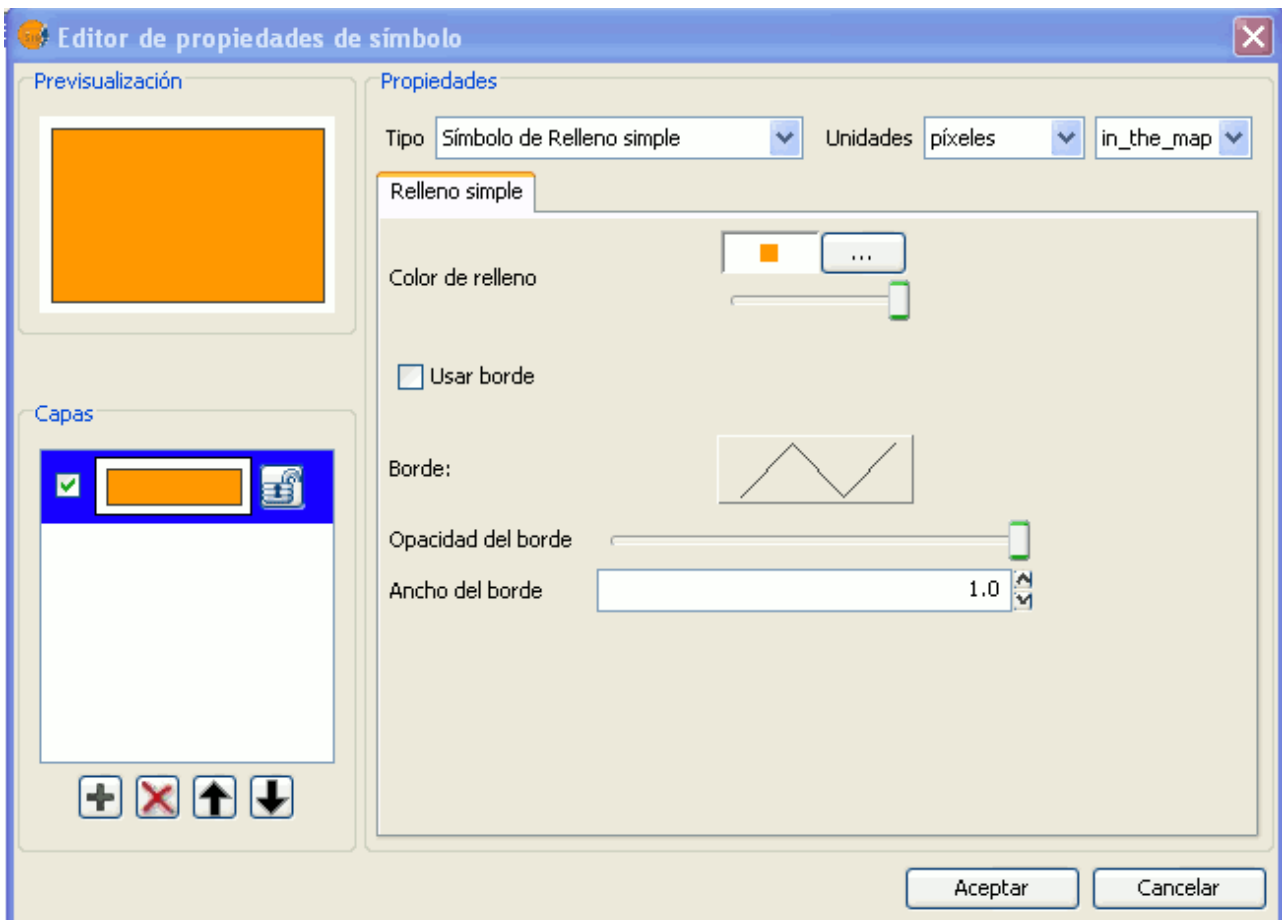 Editor de propiedades de símbolo
Previsualización
Propiedades
Tipo Símbolo de Relleno simple Unidades píxeles in_the_map
Relleno simple
Color de relleno ...
Usar borde
Capas
Borde:
Opacidad del borde
Ancho del borde 1.0
Aceptar Cancelar